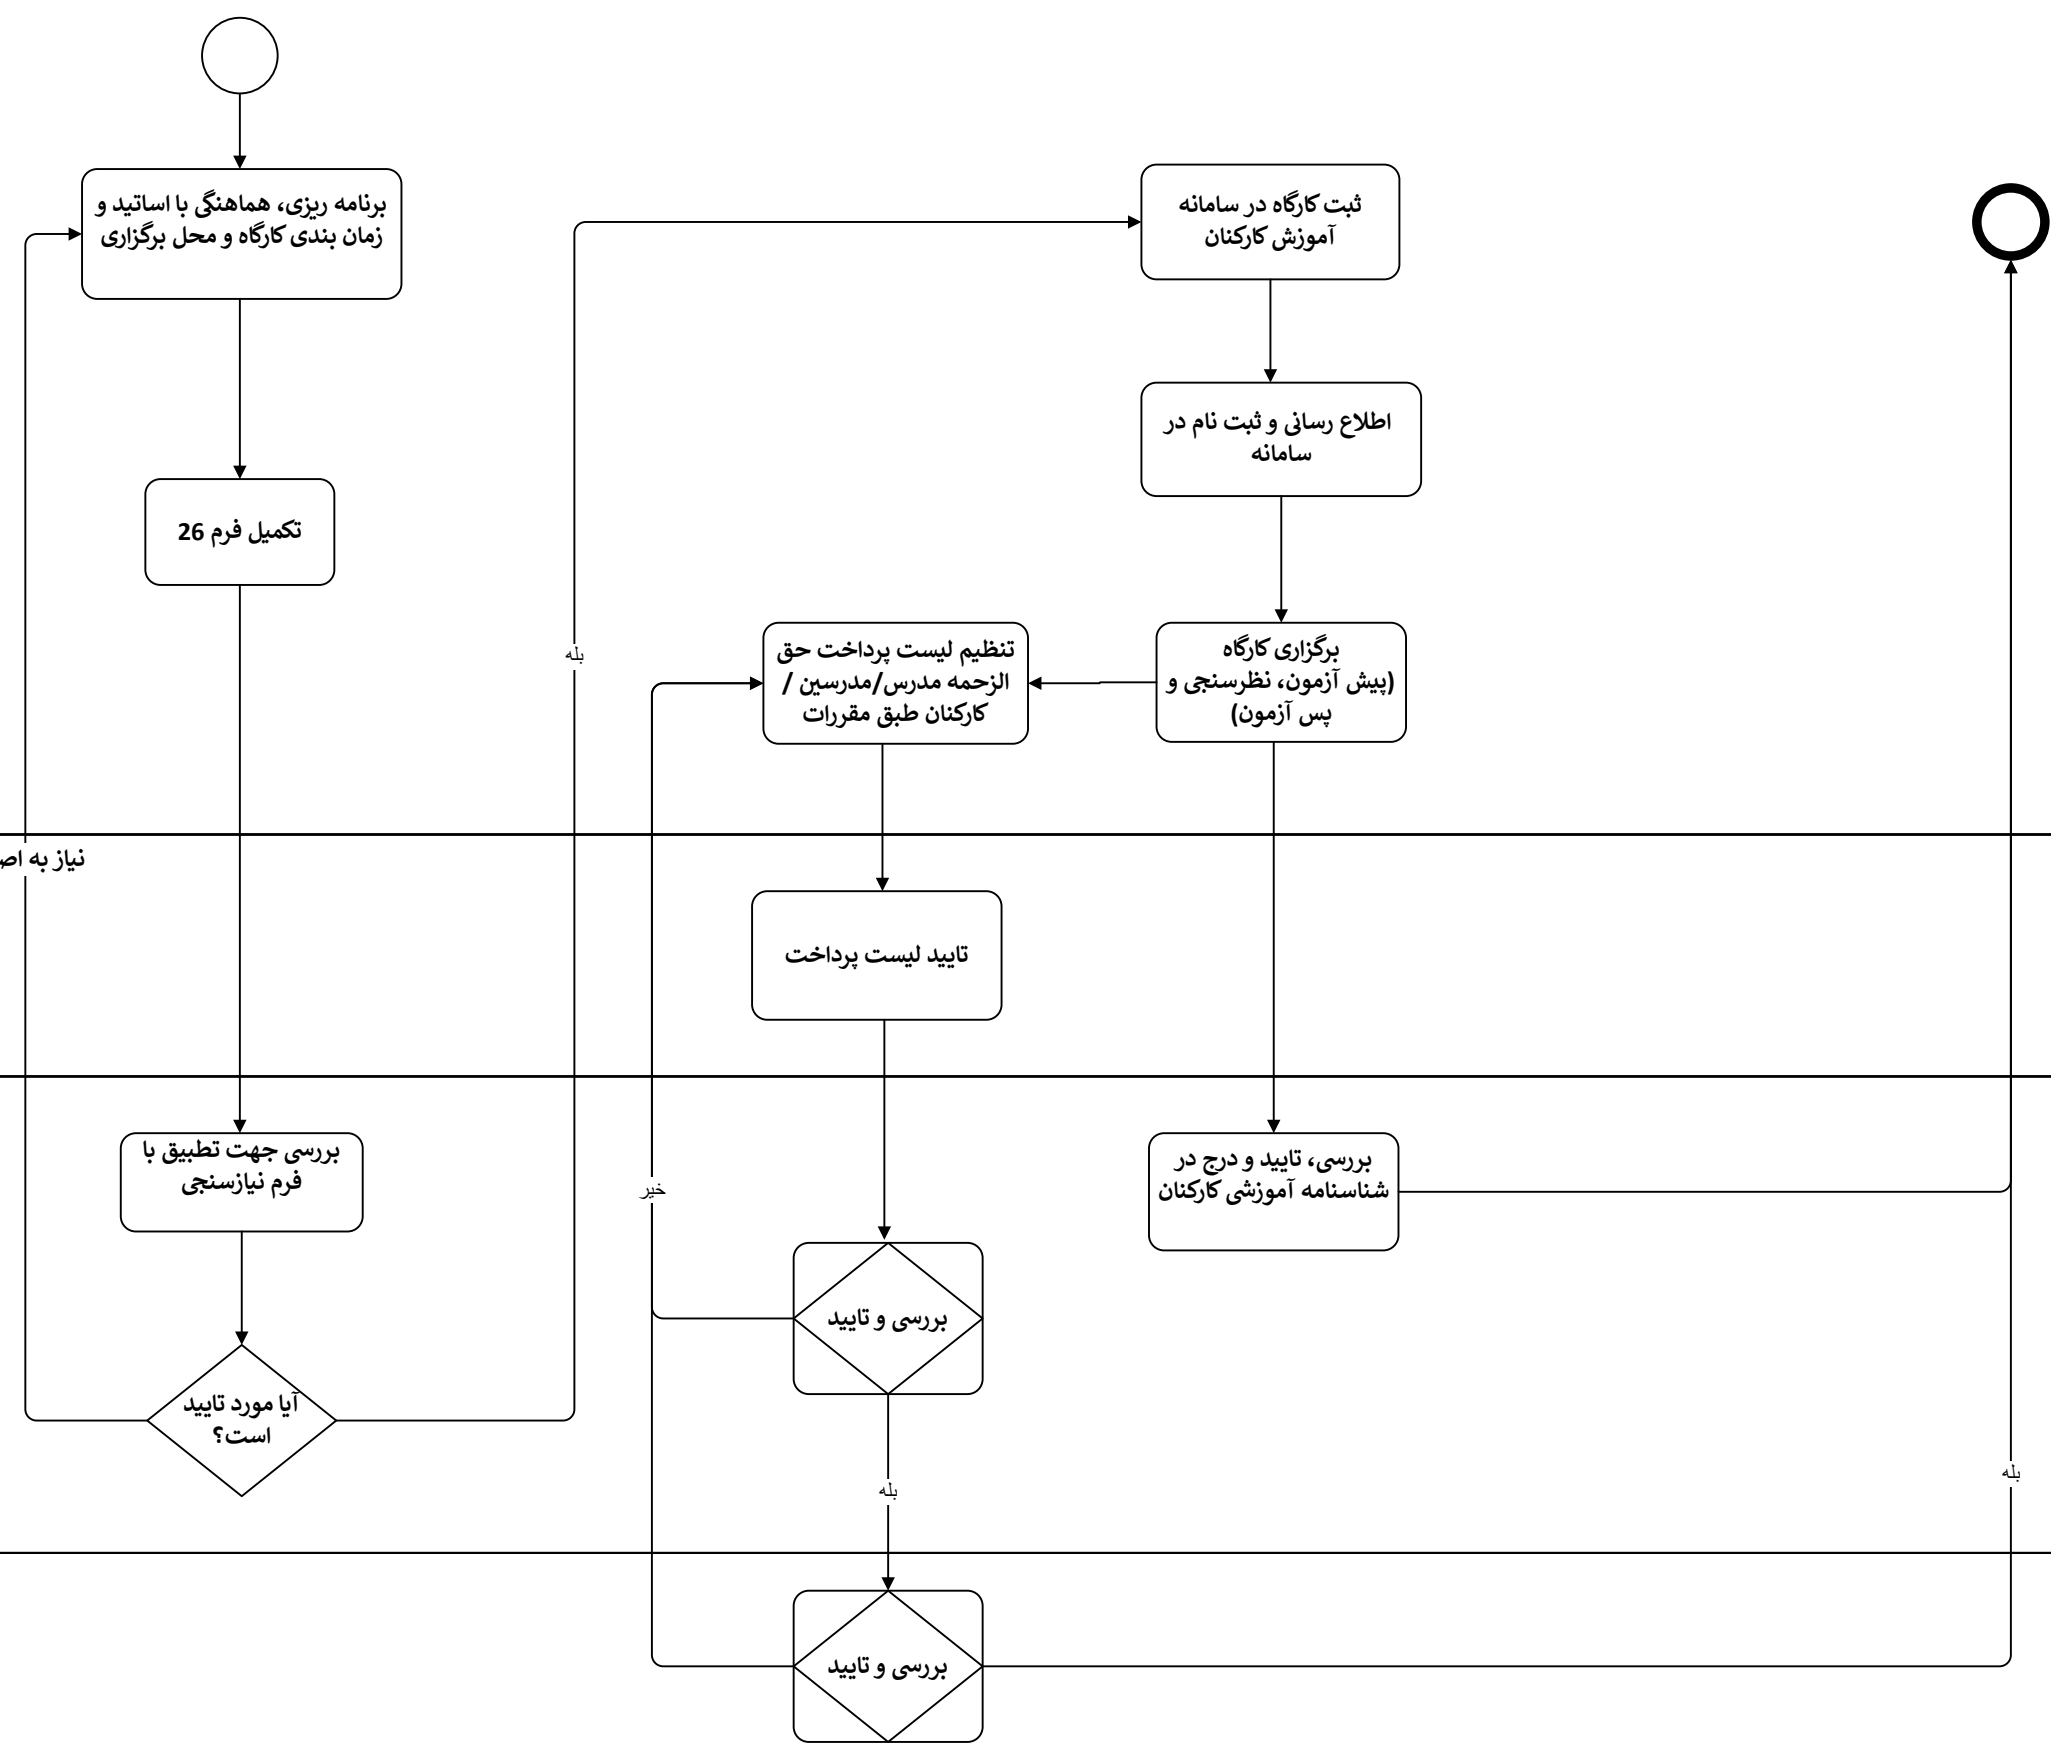 برنامه ریزی، هماهنگی با اساتید و
زمان بندی کارگاه و محل برگزاری
ثبت کارگاه در سامانه
آموزش کارکنان
اطلاع رسانی و ثبت نام در
سامانه
تکمیل فرم 26
برگزاری کارگاه
(پیش آزمون، نظرسنجی و
پس آزمون)
تنظیم لیست پرداخت حق
الزحمه مدرس/مدرسین /
کارکنان طبق مقررات
بله
نیاز به
تایید لیست پرداخت
بررسی جهت تطبیق با
فرم نیازسنجی
بررسی، تایید و درج در
شناسنامه آموزشی کارکنان
خیر
بررسی و تایید
آیا مورد تایید
است؟
بله
بله
بررسی و تایید